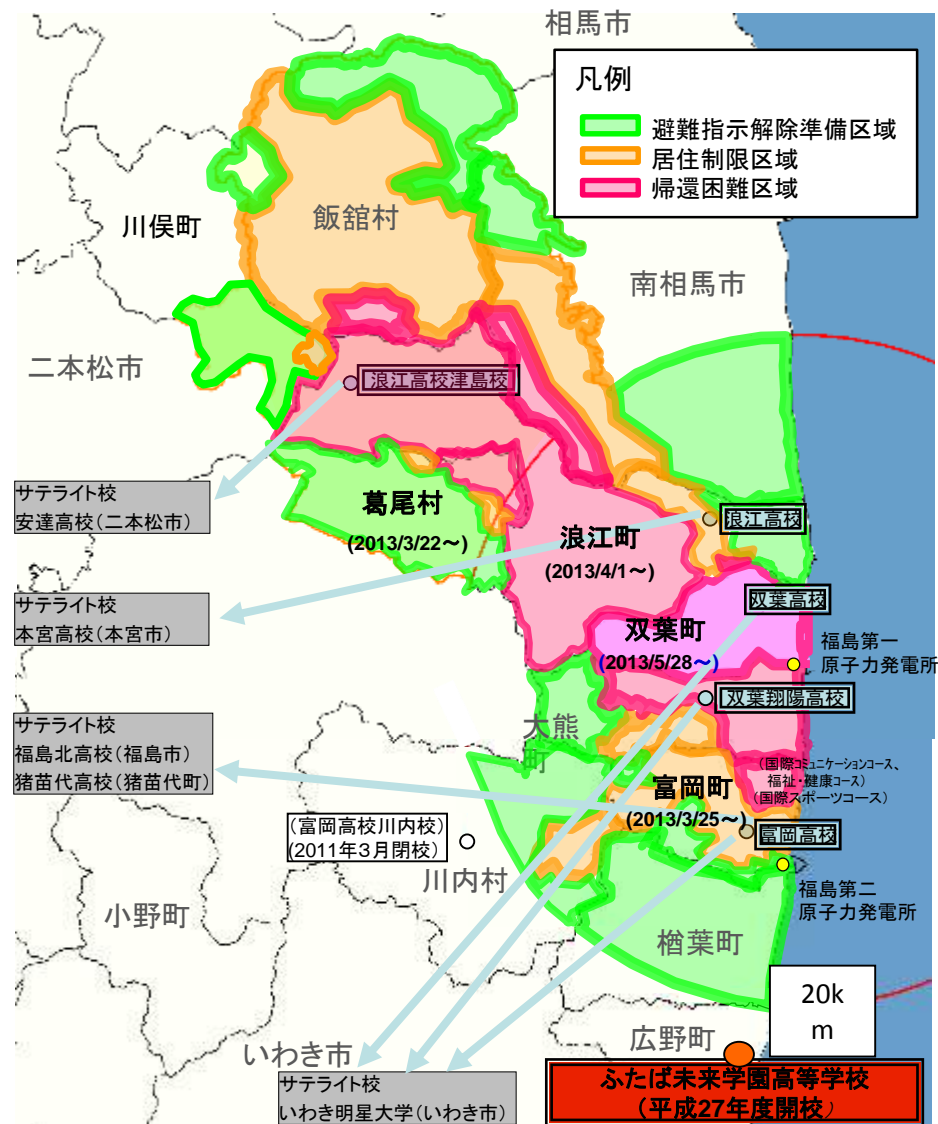 相馬市
凡例
避難指示解除準備区域
居住制限区域
帰還困難区域
川俣町
飯舘村
南相馬市
二本松市
浪江高校津島校
サテライト校
安達高校(二本松市)
葛尾村
(2013/3/22～)
浪江町
(2013/4/1～)
浪江高校
サテライト校
本宮高校(本宮市)
双葉高校
双葉町
(2013/5/28～)
福島第一
原子力発電所
双葉翔陽高校
大熊
町
サテライト校
福島北高校(福島市)
猪苗代高校(猪苗代町)
(国際コミュニケーションコース、
福祉・健康コース)
(国際スポーツコース)
富岡町
(2013/3/25～)
富岡高校
(富岡高校川内校)
(2011年3月閉校)
川内村
福島第二
原子力発電所
小野町
楢葉町
20k
m
広野町
いわき市
サテライト校
いわき明星大学(いわき市)
ふたば未来学園高等学校
(平成27年度開校)